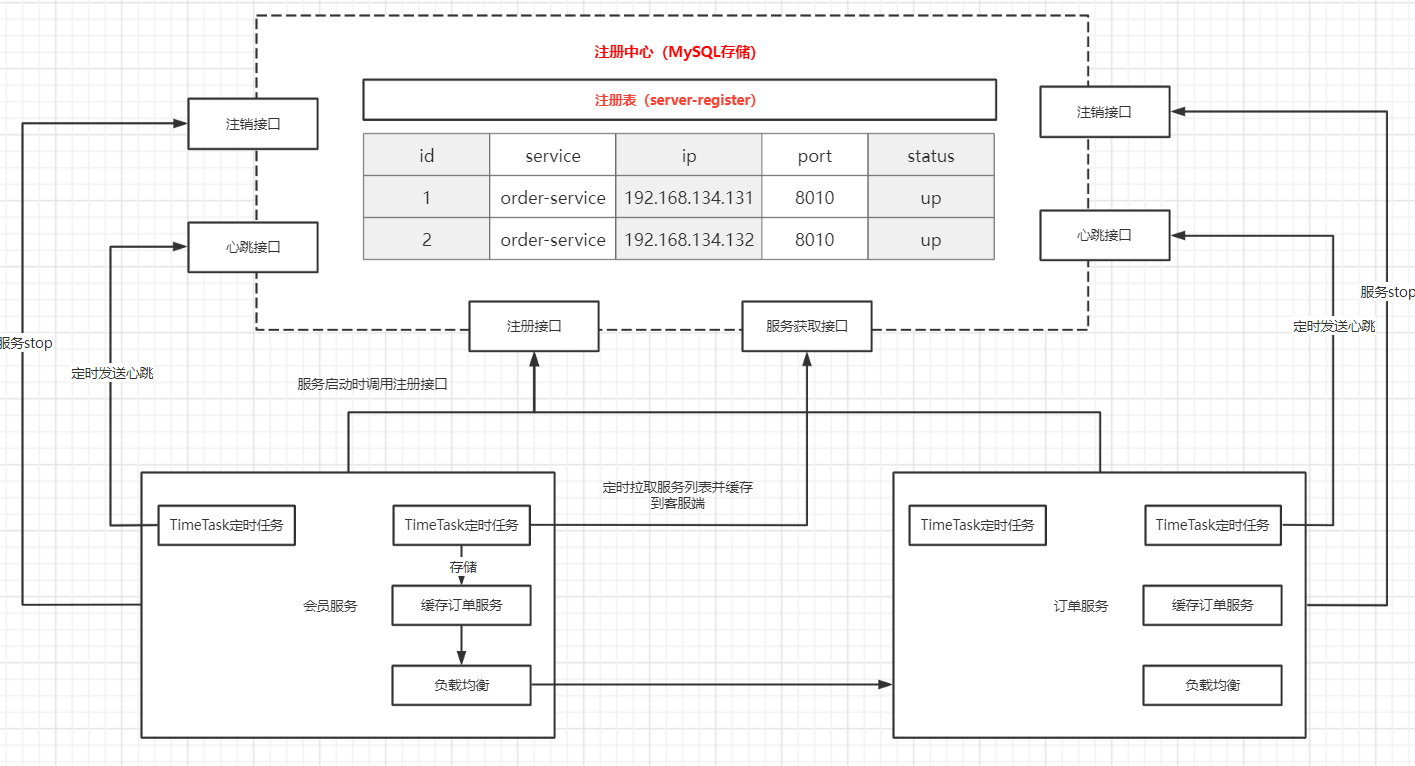 注册中心（MySQL存储)
注册表（server-register）
注销接口
注销接口
id service ip port status
1 order-service 192.168.134.131 8010 up
2 order-service 192.168.134.132 8010 up
心跳接口
心跳接口
注册接口
服务获取接口
服务stop
定时发送心跳
服务stop
定时发送心跳
服务启动时调用注册接口
定时拉取服务列表并缓存
到客服端
TimeTask定时任务
TimeTask定时任务
存储
会员服务
缓存订单服务
负载均衡
TimeTask定时任务
TimeTask定时任务
订单服务
缓存订单服务
负载均衡